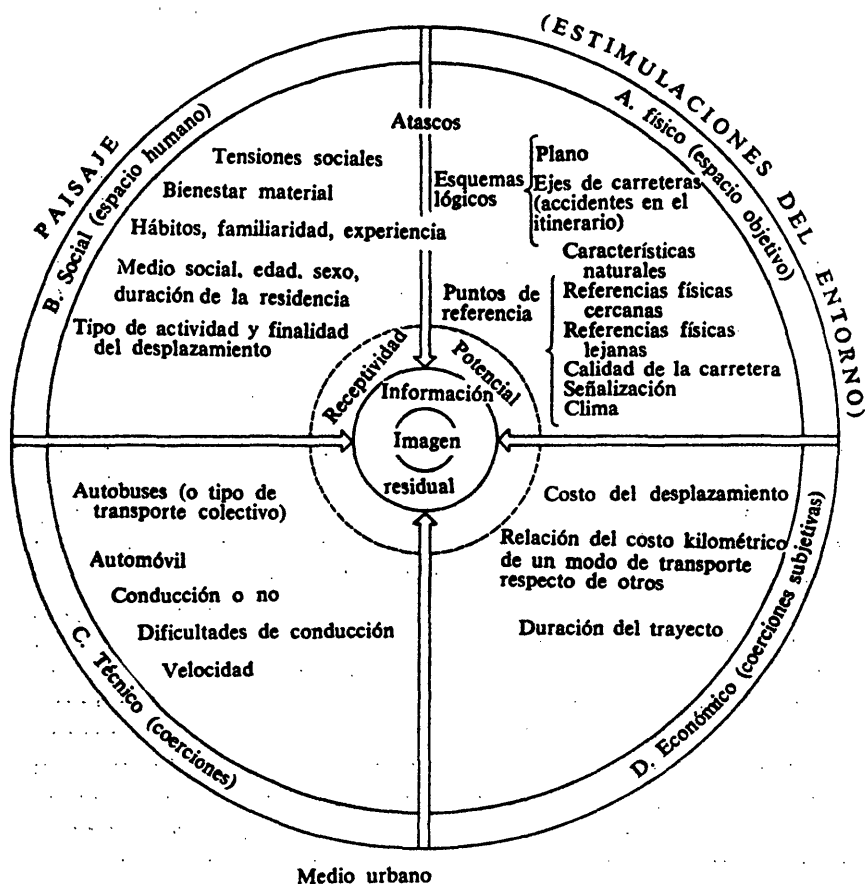 PAISAJE
(ESTIMULACIONES DEL ENTORNO)
B. Social (espacio humano)
A. físico (espacio objetivo)
Atascos
Tensiones sociales
Bienestar material
Hábitos, familiaridad, experiencia
Medio social, edad, sexo,
duración de la residencia
Tipo de actividad y finalidad
del desplazamiento
Esquemas
lógicos
Plano
Ejes de carreteras
(accidentes en el
itinerario)
Puntos de
referencia
Características
naturales
Referencias físicas
cercanas
Referencias físicas
lejanas
Calidad de la carretera
Señalización
Clima
Receptividad
Potencial
Información
Imagen
residual
Autobuses (o tipo de
transporte colectivo)
Automóvil
Conducción o no
Dificultades de conducción
Velocidad
C. Técnico (coerciones)
Costo del desplazamiento
Relación del costo kilométrico
de un modo de transporte
respecto de otros
Duración del trayecto
D. Económico (coerciones subjetivas)
Medio urbano